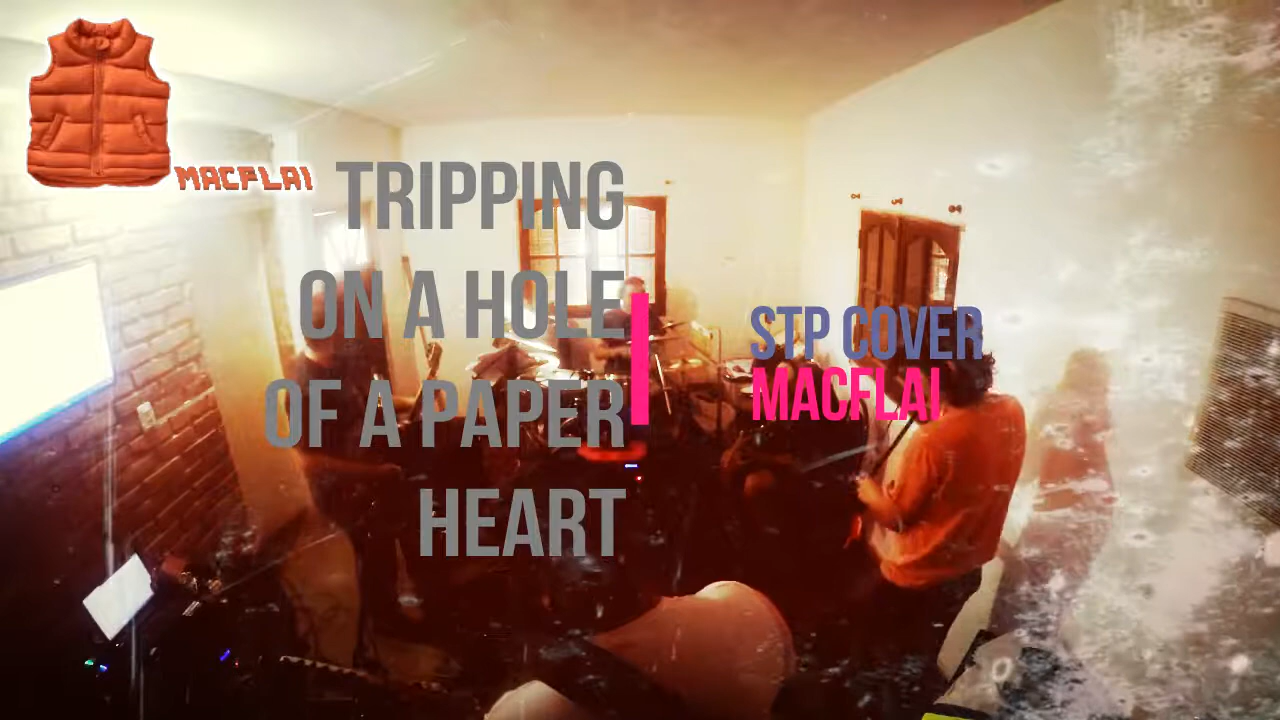 MACFLAI
TRIPPING
ON A HOLE
OF A PAPER
HEART
STP COVER
MACFLAI